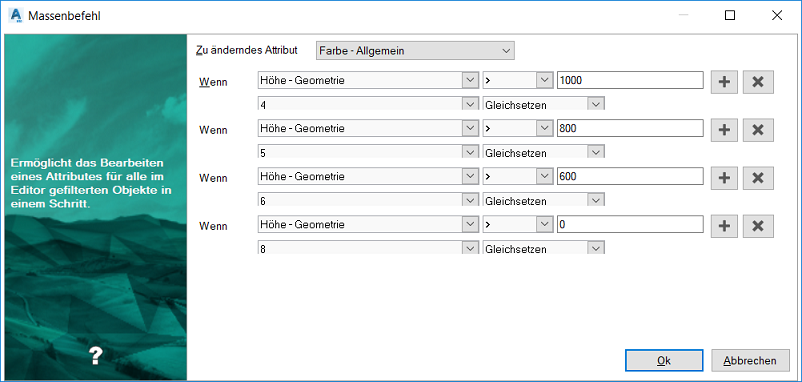 Massenbefehl
Zu änderndes Attribut Farbe - Allgemein
Wenn Höhe - Geometrie > 1000
4 Gleichsetzen
Wenn Höhe - Geometrie > 800
5 Gleichsetzen
Wenn Höhe - Geometrie > 600
6 Gleichsetzen
Wenn Höhe - Geometrie > 0
8 Gleichsetzen
Ermöglicht das Bearbeiten
eines Attributes für alle im
Editor gefilterten Objekte in
einem Schritt.
?
Ok Abbrechen